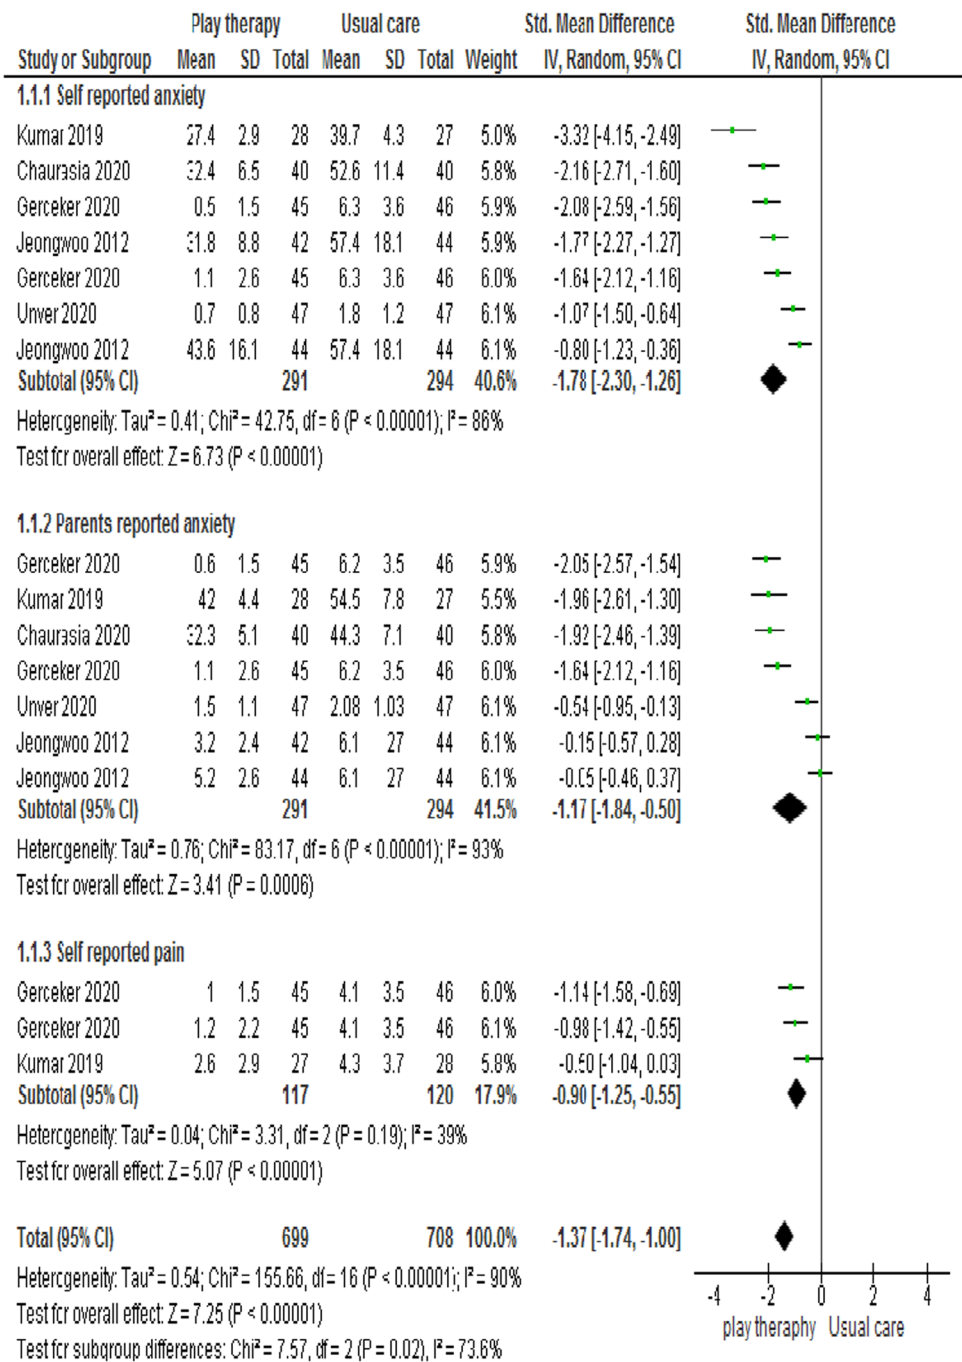 Play therapy Usual care Std. Mean Difference Std. Mean Difference
Study or Subgroup Mean SD Total Mean SD Total Weight IV, Random, 95% CI IV, Random, 95% CI
1.1.1 Self reported anxiety
Kumar 2019 27.4 2.9 28 39.7 4.3 27 5.0% -3.32 [-4.15, -2.49]
Chaurasia 2020 32.4 6.5 40 52.6 11.4 40 5.8% -2.16 [-2.71, -1.60]
Gerceker 2020 0.5 1.5 45 6.3 3.6 46 5.9% -2.08 [-2.59, -1.56]
Jeongwoo 2012 31.8 8.8 42 57.4 18.1 44 5.9% -1.77 [-2.27, -1.27]
Gerceker 2020 1.1 2.6 45 6.3 3.6 46 6.0% -1.64 [-2.12, -1.16]
Unver 2020 0.7 0.8 47 1.8 1.2 47 6.1% -1.07 [-1.50, -0.64]
Jeongwoo 2012 43.6 16.1 44 57.4 18.1 44 6.1% -0.80 [-1.23, -0.36]
Subtotal (95% CI) 291 294 40.6% -1.78 [-2.30, -1.26]
Heterogeneity: Tau² = 0.41; Chi² = 42.75, df = 6 (P < 0.00001); I² = 86%
Test for overall effect: Z = 6.73 (P < 0.00001)
1.1.2 Parents reported anxiety
Gerceker 2020 0.6 1.5 45 6.2 3.5 46 5.9% -2.05 [-2.57, -1.54]
Kumar 2019 42 4.4 28 54.5 7.8 27 5.5% -1.96 [-2.61, -1.30]
Chaurasia 2020 32.3 5.1 40 44.3 7.1 40 5.8% -1.92 [-2.46, -1.39]
Gerceker 2020 1.1 2.6 45 6.2 3.5 46 6.0% -1.64 [-2.12, -1.16]
Unver 2020 1.5 1.1 47 2.08 1.03 47 6.1% -0.54 [-0.95, -0.13]
Jeongwoo 2012 3.2 2.4 42 6.1 27 44 6.1% -0.15 [-0.57, 0.28]
Jeongwoo 2012 5.2 2.6 44 6.1 27 44 6.1% -0.05 [-0.46, 0.37]
Subtotal (95% CI) 291 294 41.5% -1.17 [-1.84, -0.50]
Heterogeneity: Tau² = 0.76; Chi² = 83.17, df = 6 (P < 0.00001); I² = 93%
Test for overall effect: Z = 3.41 (P = 0.0006)
1.1.3 Self reported pain
Gerceker 2020 1 1.5 45 4.1 3.5 46 6.0% -1.14 [-1.58, -0.69]
Gerceker 2020 1.2 2.2 45 4.1 3.5 46 6.1% -0.98 [-1.42, -0.55]
Kumar 2019 2.6 2.9 27 4.3 3.7 28 5.8% -0.50 [-1.04, 0.03]
Subtotal (95% CI) 117 120 17.9% -0.90 [-1.25, -0.55]
Heterogeneity: Tau² = 0.04; Chi² = 3.31, df = 2 (P = 0.19); I² = 39%
Test for overall effect: Z = 5.07 (P < 0.00001)
Total (95% CI) 699 708 100.0% -1.37 [-1.74, -1.00]
Heterogeneity: Tau² = 0.54; Chi² = 155.66, df = 16 (P < 0.00001); I² = 90%
Test for overall effect: Z = 7.25 (P < 0.00001)
Test for subgroup differences: Chi² = 7.57, df = 2 (P = 0.02), I² = 73.6%
-4 -2 0 2 4
play theraphy Usual care